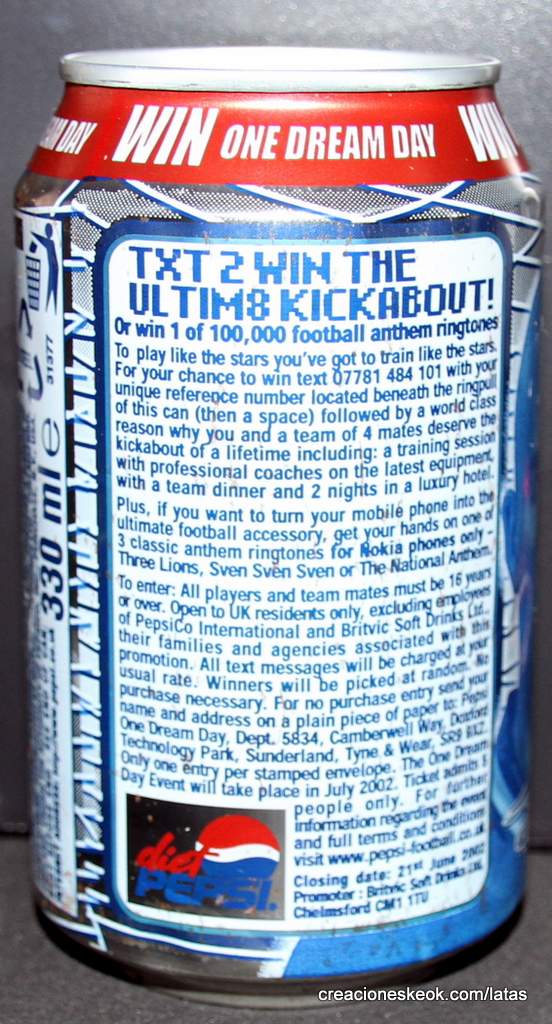 WIN ONE DREAM DAY WIN
DAY
TXT 2 WIN THE
ULTIM8 KICKABOUT!
Or win 1 of 100,000 football anthem ringtones
To play like the stars you've got to train like the stars.
For your chance to win text 07781 484 101 with your
unique reference number located beneath the ringpull
of this can (then a space) followed by a world class
reason why you and a team of 4 mates deserve the
kickabout of a lifetime including: a training session
with professional coaches on the latest equipment,
with a team dinner and 2 nights in a luxury hotel.
Plus, if you want to turn your mobile phone into the
ultimate football accessory, get your hands on one of
3 classic anthem ringtones for Nokia phones only -
Three Lions, Sven Sven Sven or The National Anthem.
To enter: All players and team mates must be 16 years
or over. Open to UK residents only, excluding employees
of PepsiCo International and Britvic Soft Drinks Ltd.,
their families and agencies associated with this
promotion. All text messages will be charged at your
usual rate. Winners will be picked at random. No
purchase necessary. For no purchase entry send your
name and address on a plain piece of paper to: Pepsi
One Dream Day, Dept. 5834, Camberwell Way, Doxford
Technology Park, Sunderland, Tyne & Wear, SR9 8XZ.
Only one entry per stamped envelope. The One Dream
Day Event will take place in July 2002. Ticket admits 5
people only. For further
information regarding the event
and full terms and conditions
visit www.pepsi-football.co.uk
Closing date: 21st June 2002
Promoter: Britvic Soft Drinks Ltd,
Chelmsford CM1 1TU
diet
PEPSI.
330 ml e
31377
creacioneskeok.com/latas